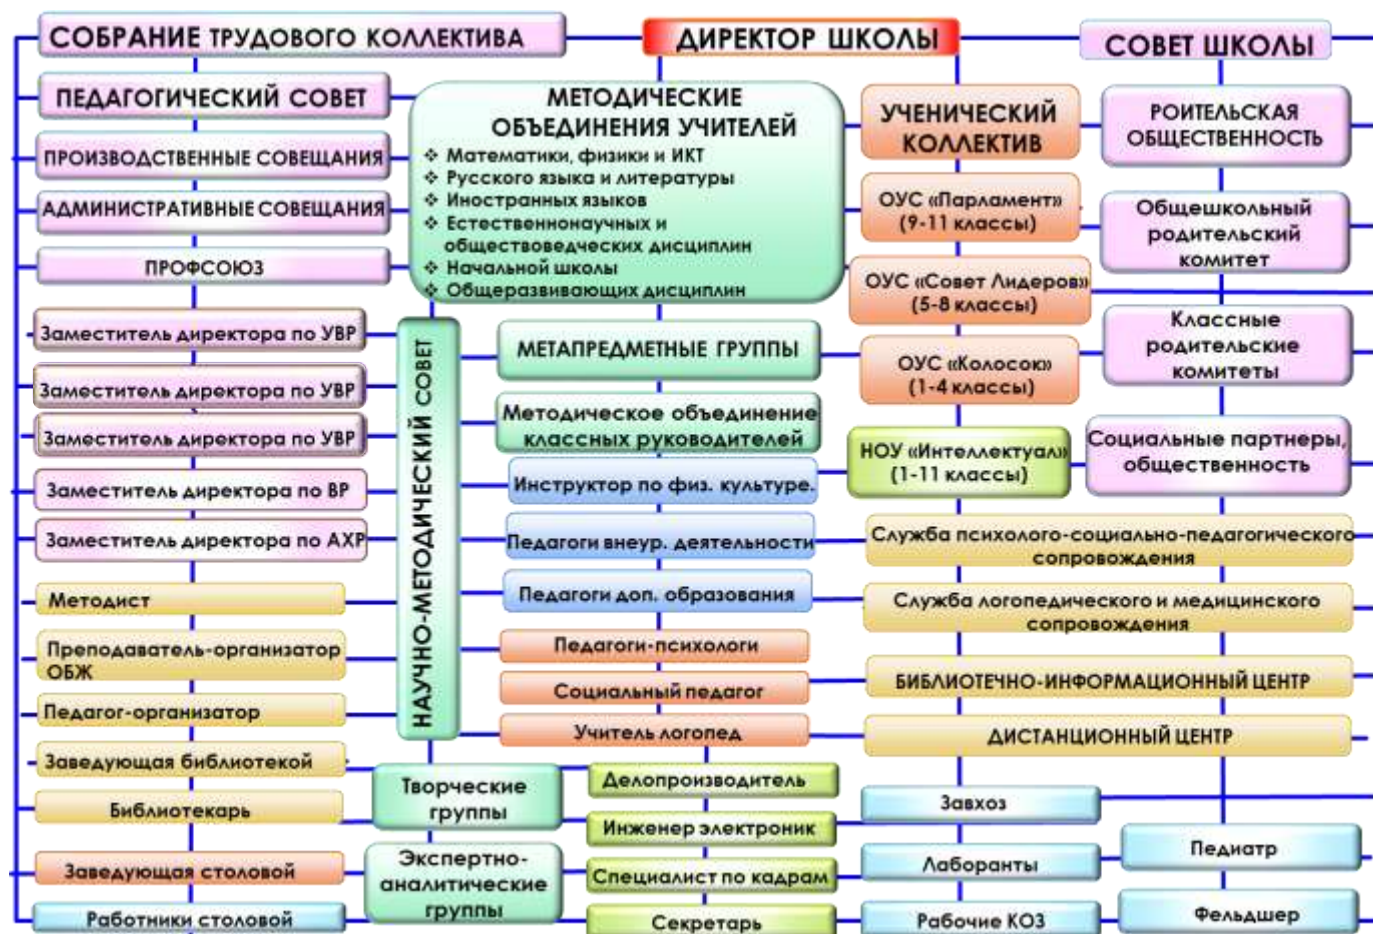 СОБРАНИЕ ТРУДОВОГО КОЛЛЕКТИВА
ДИРЕКТОР ШКОЛЫ
СОВЕТ ШКОЛЫ
ПЕДАГОГИЧЕСКИЙ СОВЕТ
ПРОИЗВОДСТВЕННЫЕ СОВЕЩАНИЯ
АДМИНИСТРАТИВНЫЕ СОВЕЩАНИЯ
ПРОФСОЮЗ
Заместитель директора по УВР
Заместитель директора по УВР
Заместитель директора по УВР
Заместитель директора по ВР
Заместитель директора по АХР
Методист
Преподаватель-организатор
ОБЖ
Педагог-организатор
Заведующая библиотекой
Библиотекарь
Заведующая столовой
Работники столовой
МЕТОДИЧЕСКИЕ
ОБЪЕДИНЕНИЯ УЧИТЕЛЕЙ
❖ Математики, физики и ИКТ
❖ Русского языка и литературы
❖ Иностранных языков
❖ Естественнонаучных и
обществоведческих дисциплин
❖ Начальной школы
❖ Общеразвивающих дисциплин
НАУЧНО-МЕТОДИЧЕСКИЙ СОВЕТ
Творческие
группы
Экспертно-
аналитические
группы
МЕТАПРЕДМЕТНЫЕ ГРУППЫ
Методическое объединение
классных руководителей
Инструктор по физ. культуре.
Педагоги внеур. деятельности
Педагоги доп. образования
Педагоги-психологи
Социальный педагог
Учитель логопед
Делопроизводитель
Инженер электроник
Специалист по кадрам
Секретарь
УЧЕНИЧЕСКИЙ
КОЛЛЕКТИВ
ОУС «Парламент»
(9-11 классы)
ОУС «Совет Лидеров»
(5-8 классы)
ОУС «Колосок»
(1-4 классы)
НОУ «Интеллектуал»
(1-11 классы)
РОИТЕЛЬСКАЯ
ОБЩЕСТВЕННОСТЬ
Общешкольный
родительский
комитет
Классные
родительские
комитеты
Социальные партнеры,
общественность
Служба психолого-социально-педагогического
сопровождения
Служба логопедического и медицинского
сопровождения
БИБЛИОТЕЧНО-ИНФОРМАЦИОННЫЙ ЦЕНТР
ДИСТАНЦИОННЫЙ ЦЕНТР
Завхоз
Лаборанты
Рабочие КОЗ
Педиатр
Фельдшер